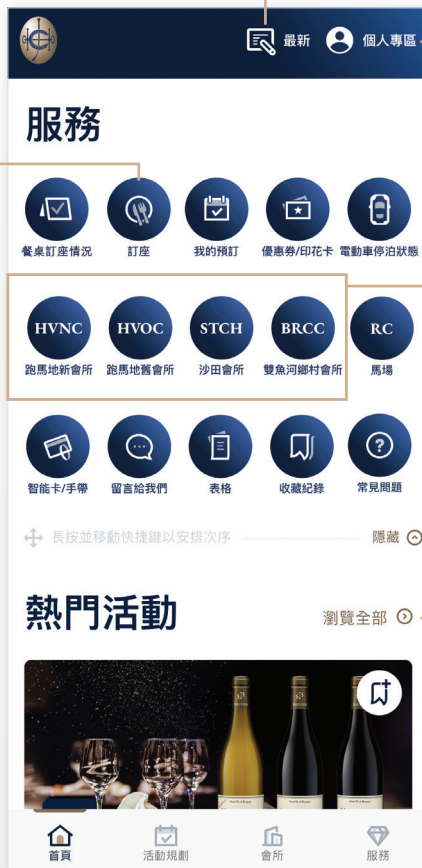 最新 個人專區
服務
餐桌訂座情況 訂座 我的預訂 優惠券/印花卡 電動車停泊狀態
HVNC HVOC STCH BRCC RC
跑馬地新會所 跑馬地舊會所 沙田會所 雙魚河鄉村會所 馬場
智能卡/手帶 留言給我們 表格 收藏紀錄 常見問題
長按並移動快捷鍵以安排次序 隱藏
熱門活動 瀏覽全部
首頁 活動規劃 會所 服務